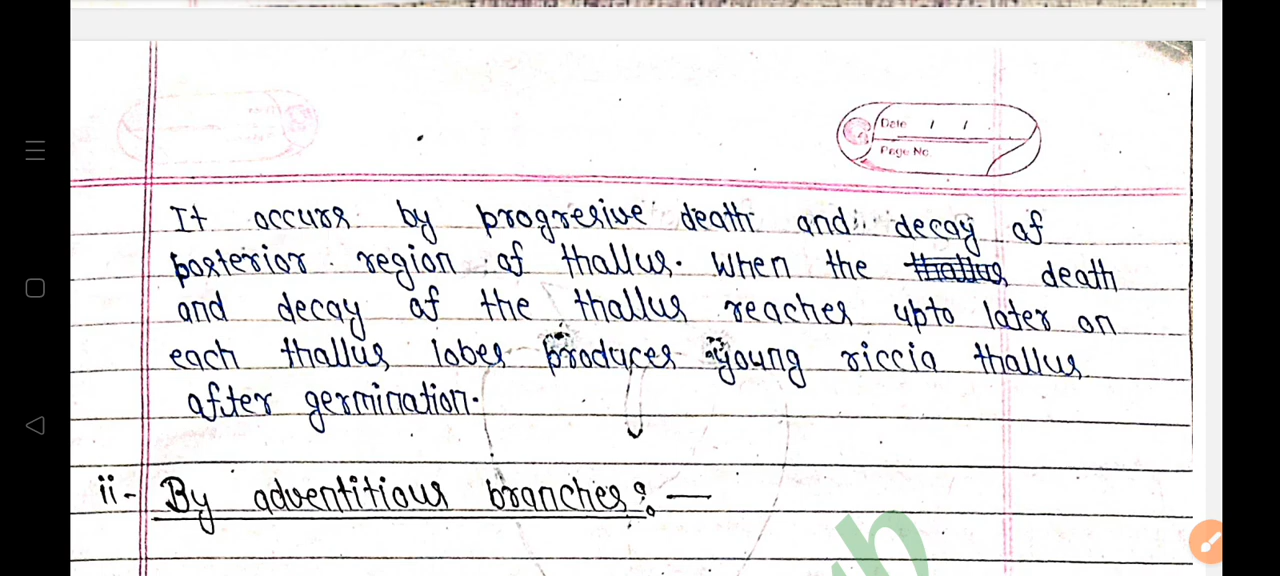 Date / /
Page No.
It occurs by progresive death and decay of
posterior region of thallus. When the thallus death
and decay of the thallus reaches upto later on
each thallus lobes produces young riccia thallus
after germination.
ii- By adventitious branches:—